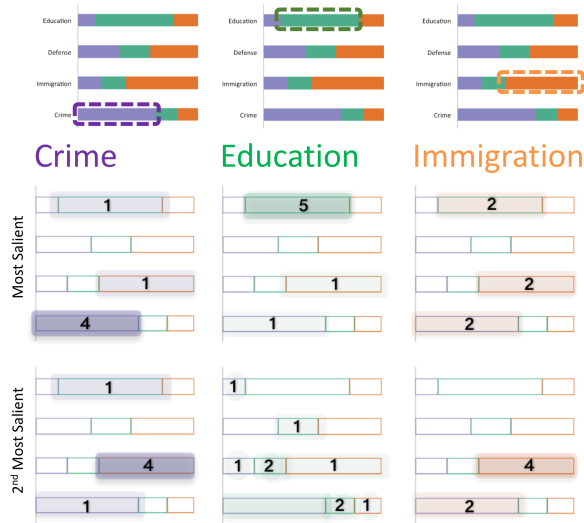 Education
Defense
Immigration
Crime
Education
Defense
Immigration
Crime
Education
Defense
Immigration
Crime
Crime
Education
Immigration
Most Salient
1
5
2
1
1
2
4
1
2
2nd Most Salient
1
1
1
4
1
2
1
4
1
2
1
2